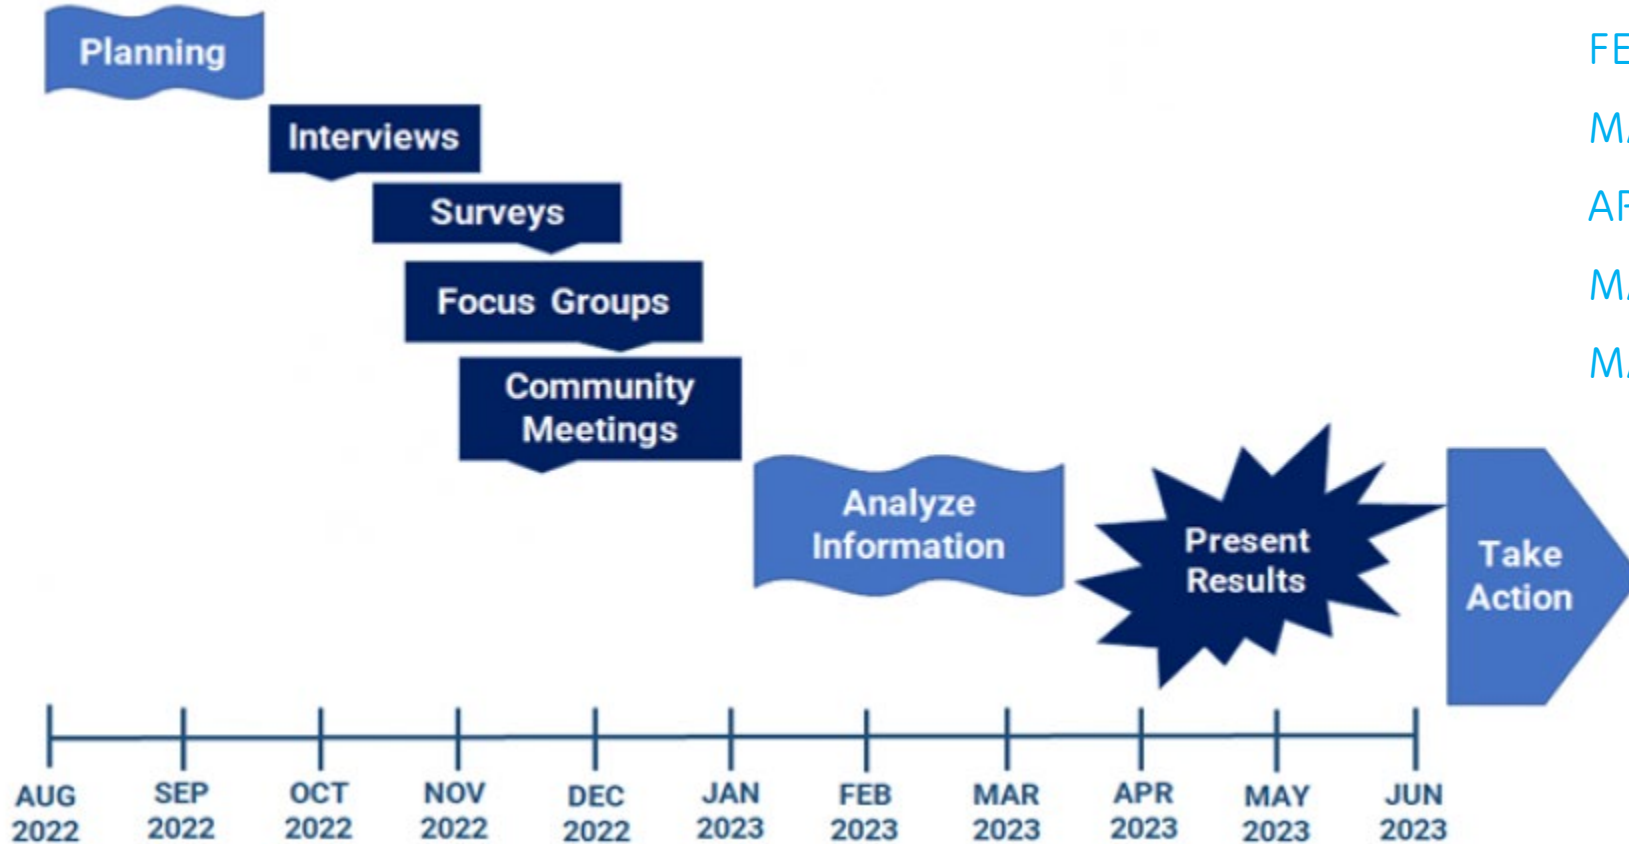 Planning
Interviews
Surveys
Focus Groups
Community
Meetings
Analyze
Information
Present
Results
Take
Action
AUG
2022
SEP
2022
OCT
2022
NOV
2022
DEC
2022
JAN
2023
FEB
2023
MAR
2023
APR
2023
MAY
2023
JUN
2023